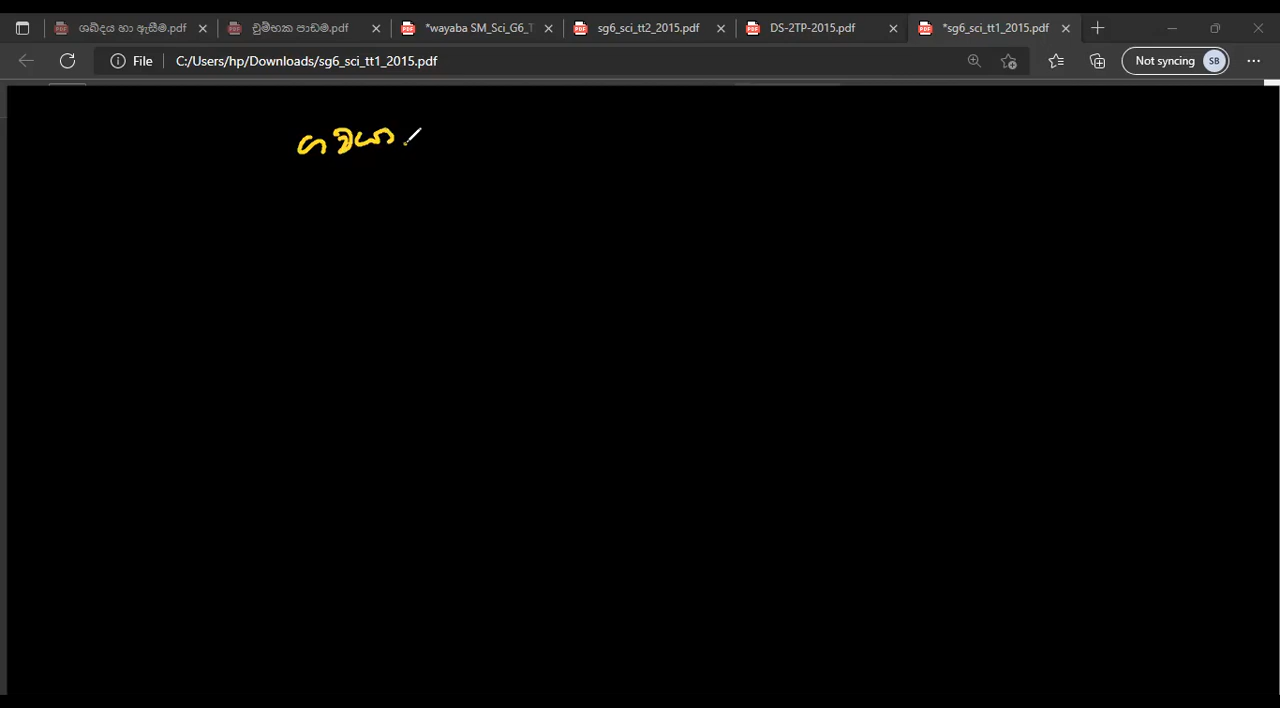 ශබ්දය හා ඇසීම.pdf
චුම්භක පාඩම.pdf
*wayaba SM_Sci_G6_T
sg6_sci_tt2_2015.pdf
DS-2TP-2015.pdf
*sg6_sci_tt1_2015.pdf
File C:/Users/hp/Downloads/sg6_sci_tt1_2015.pdf Not syncing SB
ගවයා